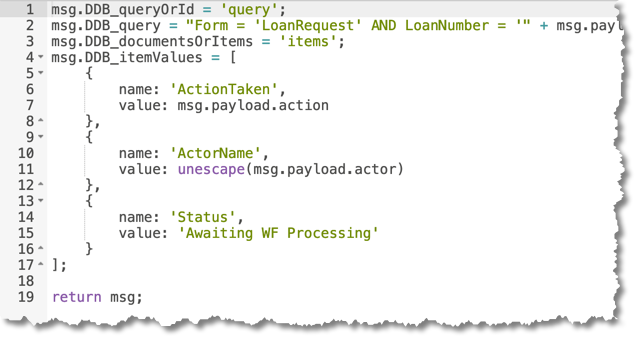 1 msg.DDB_queryOrId = 'query';
2 msg.DDB_query = "Form = 'LoanRequest' AND LoanNumber = '" + msg.payl
3 msg.DDB_documentsOrItems = 'items';
4 msg.DDB_itemValues = [
5     {
6         name: 'ActionTaken',
7         value: msg.payload.action
8     },
9     {
10         name: 'ActorName',
11         value: unescape(msg.payload.actor)
12     },
13     {
14         name: 'Status',
15         value: 'Awaiting WF Processing'
16     }
17 ];
18
19 return msg;